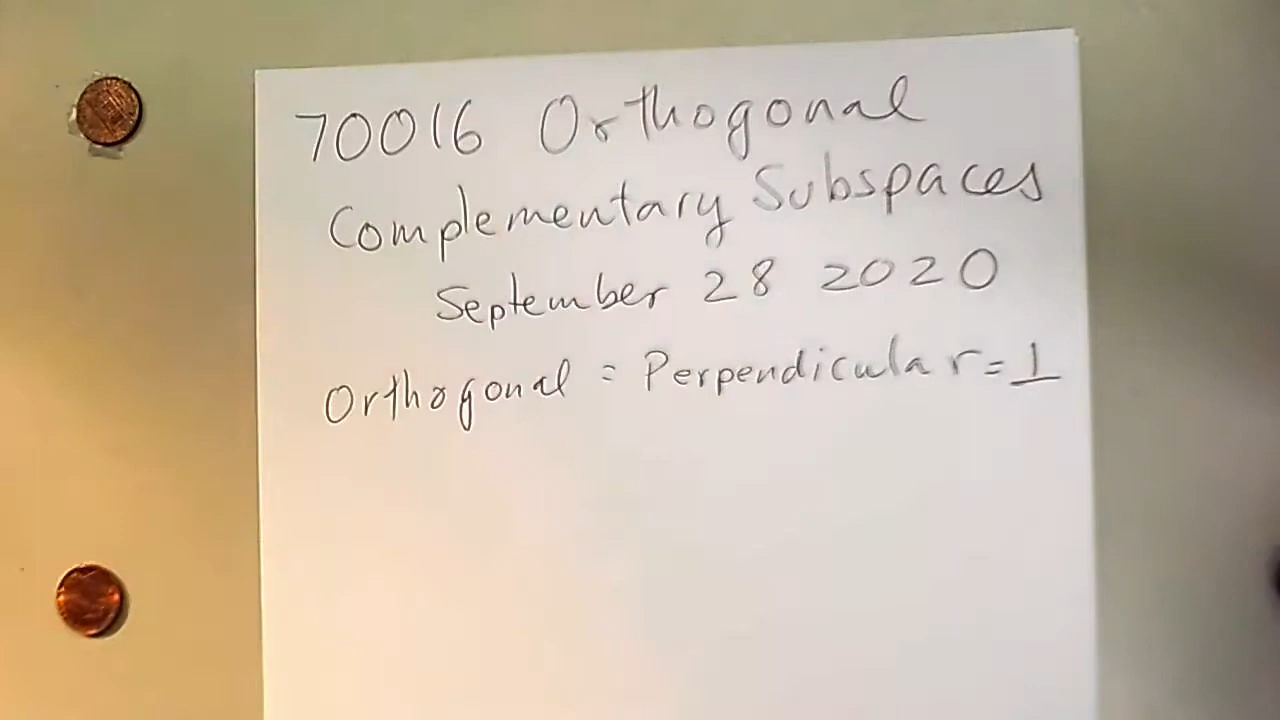 70016 Orthogonal
Complementary Subspaces
September 28 2020
Orthogonal = Perpendicular = ⊥